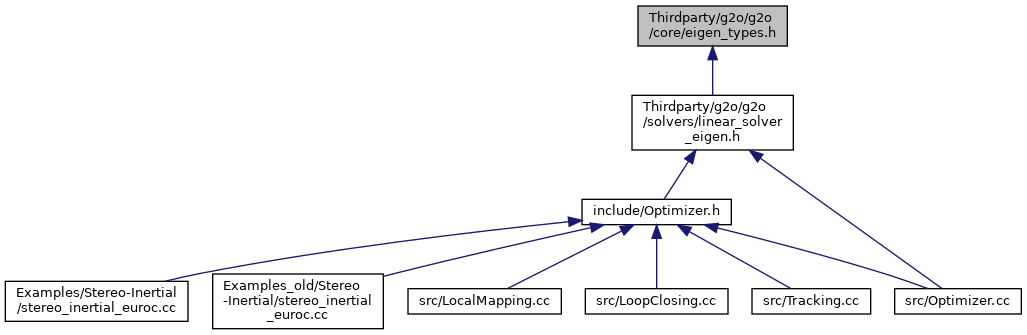 Thirdparty/g2o/g2o
/core/eigen_types.h
Thirdparty/g2o/g2o
/solvers/linear_solver
_eigen.h
include/Optimizer.h
Examples/Stereo-Inertial
/stereo_inertial_euroc.cc
Examples_old/Stereo
-Inertial/stereo_inertial
_euroc.cc
src/LocalMapping.cc
src/LoopClosing.cc
src/Tracking.cc
src/Optimizer.cc